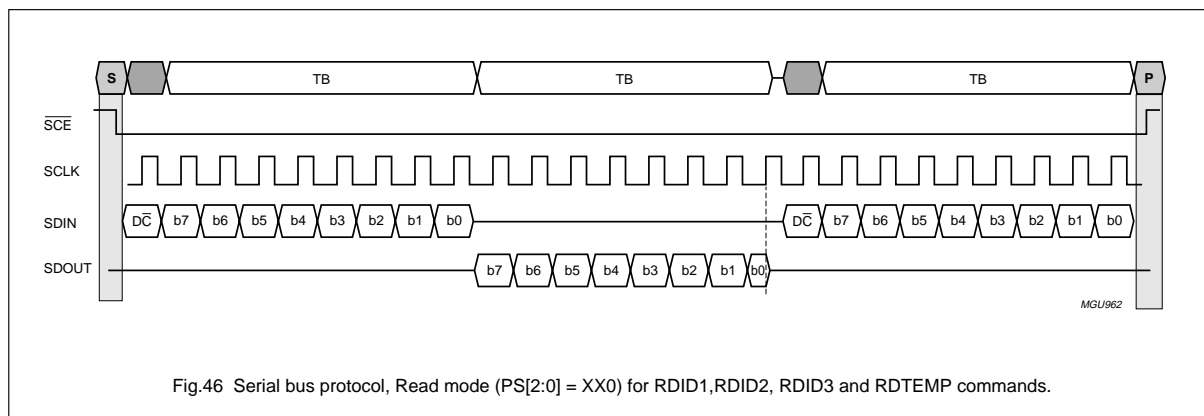 S TB TB TB P
S̅C̅E̅
SCLK
SDIN DC̅ b7 b6 b5 b4 b3 b2 b1 b0 DC̅ b7 b6 b5 b4 b3 b2 b1 b0
SDOUT b7 b6 b5 b4 b3 b2 b1 b0
MGU962
Fig.46 Serial bus protocol, Read mode (PS[2:0] = XX0) for RDID1,RDID2, RDID3 and RDTEMP commands.